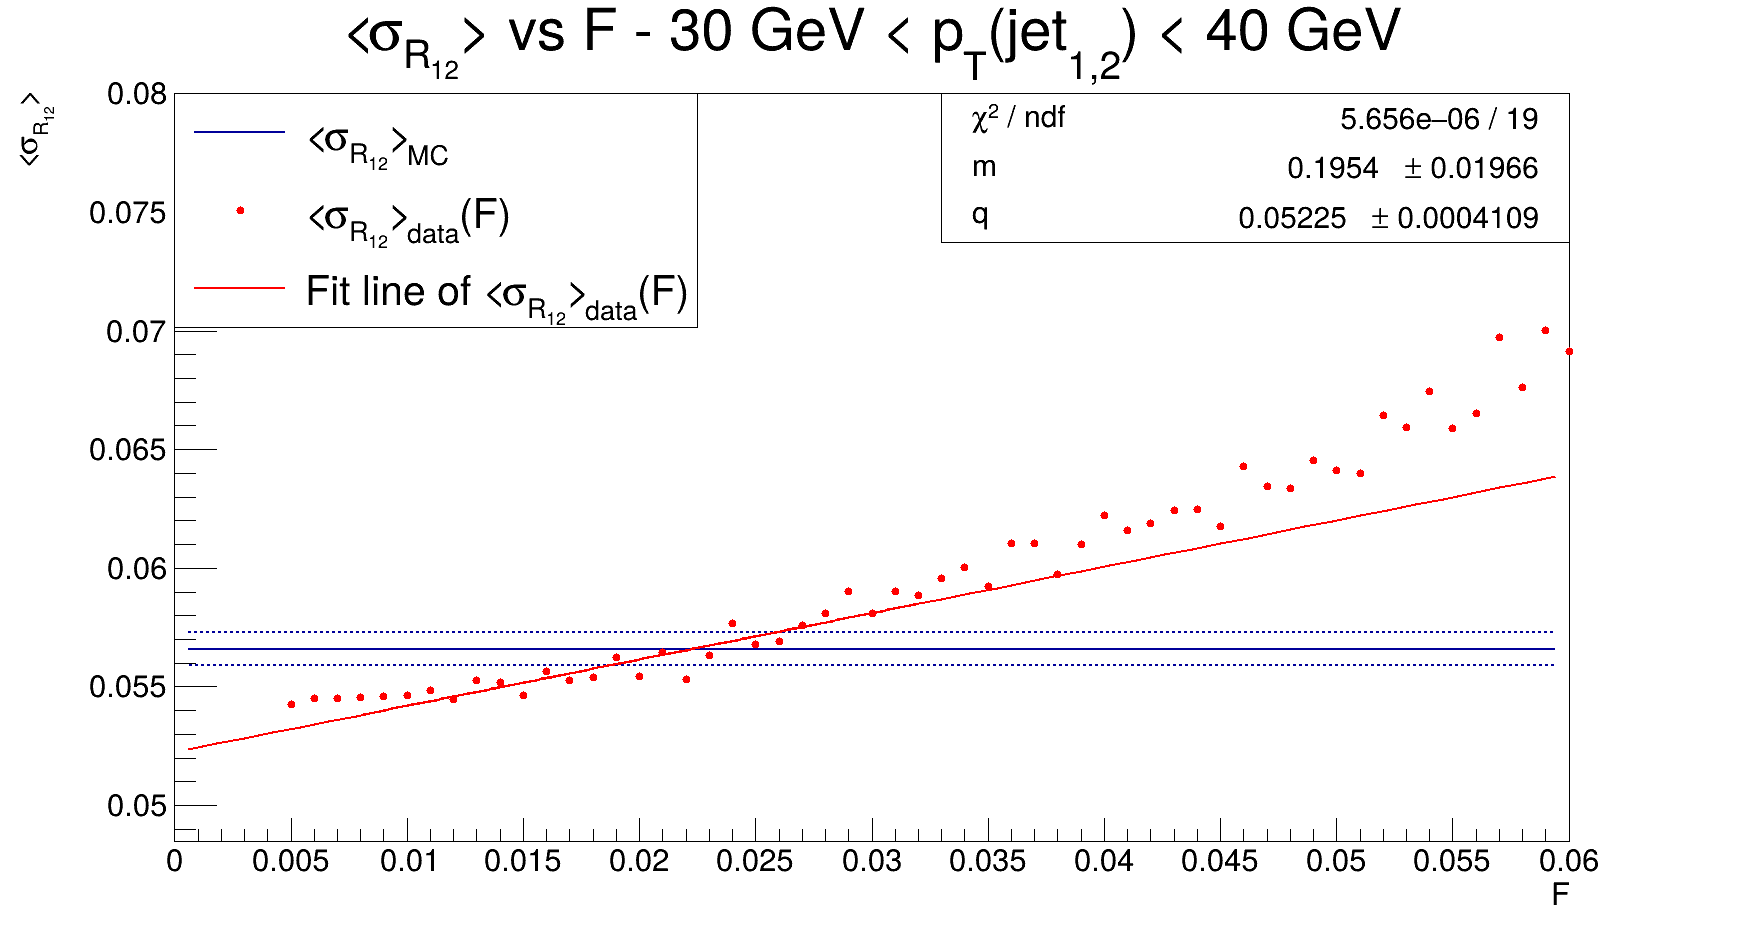 <σR12> vs F - 30 GeV < pT(jet1,2) < 40 GeV
<σR12>
0.08
0.075
0.07
0.065
0.06
0.055
0.05
<σR12>MC
<σR12>data(F)
Fit line of <σR12>data(F)
χ2 / ndf 5.656e–06 / 19
m 0.1954 ± 0.01966
q 0.05225 ± 0.0004109
0 0.005 0.01 0.015 0.02 0.025 0.03 0.035 0.04 0.045 0.05 0.055 0.06
F